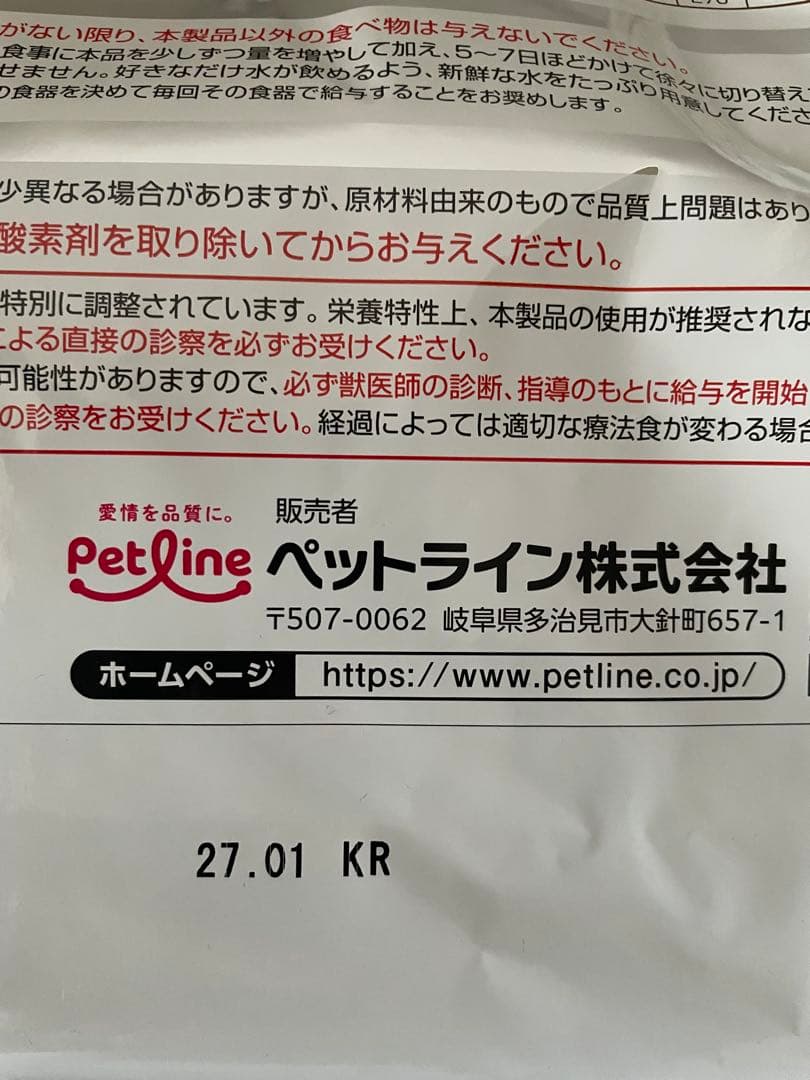 がない限り、本製品以外の食べ物は与えないでください。
食事に本品を少しずつ量を増やして加え、5〜7日ほどかけて徐々に切り替え
せません。好きなだけ水が飲めるよう、新鮮な水をたっぷり用意してくださ
の食器を決めて毎回その食器で給与することをお奨めします。
少異なる場合がありますが、原材料由来のもので品質上問題はあり
酸素剤を取り除いてからお与えください。
特別に調整されています。栄養特性上、本製品の使用が推奨されな
による直接の診察を必ずお受けください。
可能性がありますので、必ず獣医師の診断、指導のもとに給与を開始
の診察をお受けください。経過によっては適切な療法食が変わる場合
愛情を品質に。
販売者
Petline
ペットライン株式会社
〒507-0062 岐阜県多治見市大針町657-1
ホームページ https://www.petline.co.jp/
27.01 KR